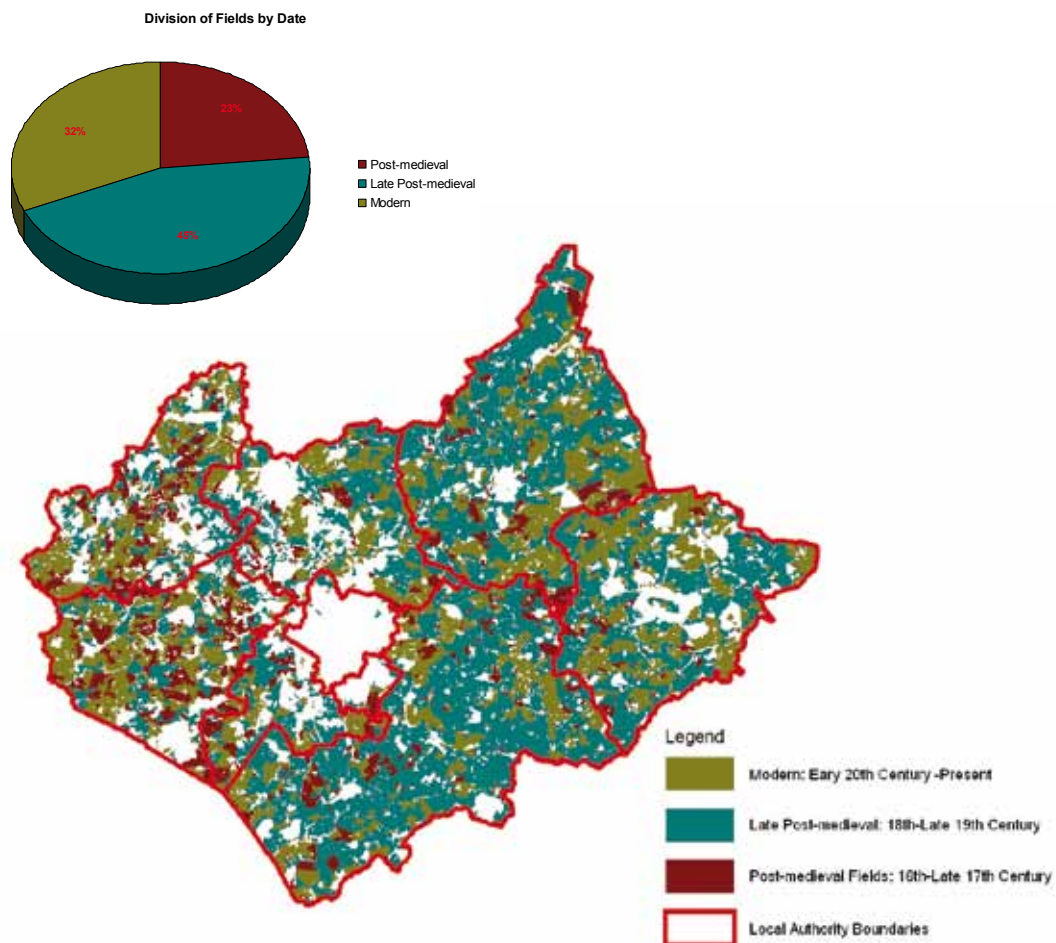 Division of Fields by Date
23%
32%
45%
Post-medieval
Late Post-medieval
Modern
Legend
Modern: Eary 20th Century -Present
Late Post-medieval: 18th-Late 19th Century
Post-medieval Fields: 16th-Late 17th Century
Local Authority Boundaries